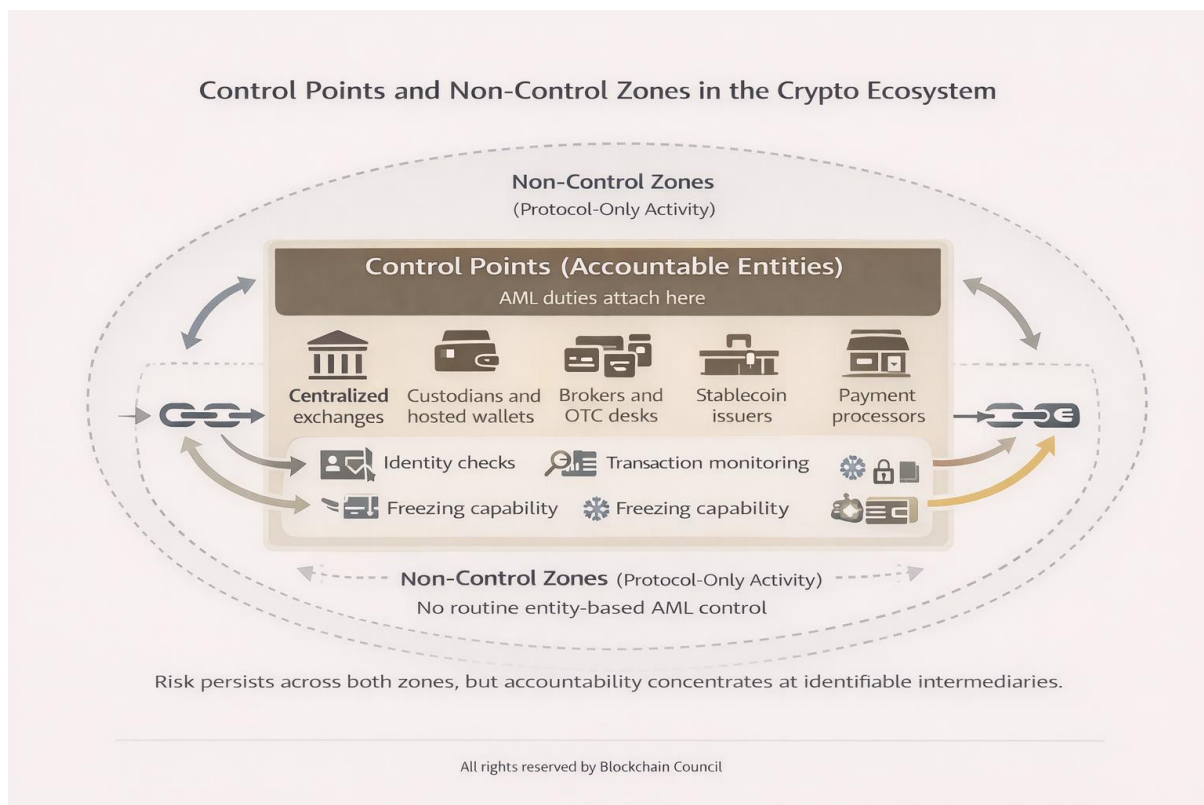 Control Points and Non-Control Zones in the Crypto Ecosystem
Non-Control Zones
(Protocol-Only Activity)
Control Points (Accountable Entities)
AML duties attach here
Centralized
exchanges
Custodians and
hosted wallets
Brokers and
OTC desks
Stablecoin
issuers
Payment
processors
Identity checks
Transaction monitoring
Freezing capability
Freezing capability
Non-Control Zones (Protocol-Only Activity)
No routine entity-based AML control
Risk persists across both zones, but accountability concentrates at identifiable intermediaries.
All rights reserved by Blockchain Council